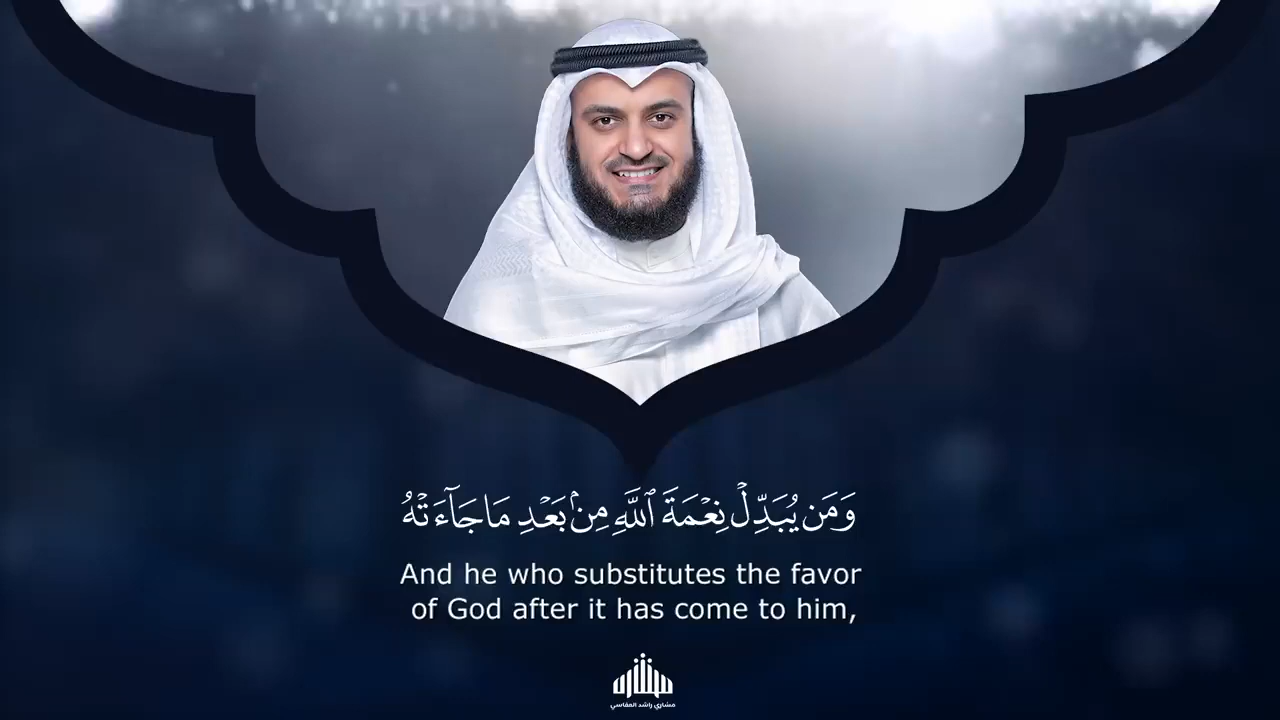 وَمَن يُبَدِّلْ نِعْمَةَ ٱللَّهِ مِنۢ بَعْدِ مَا جَآءَتْهُ
And he who substitutes the favor
of God after it has come to him,
مشاري راشد العفاسي